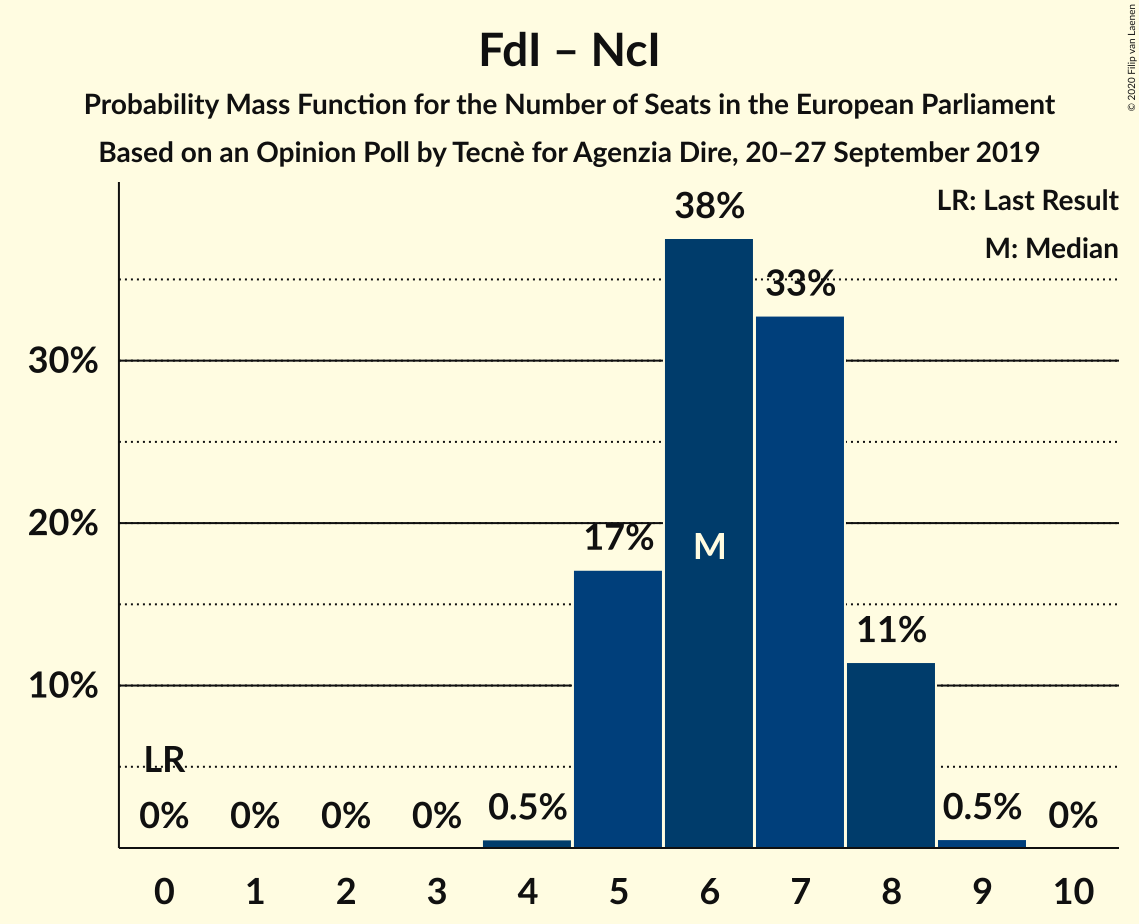 FdI – NcI
Probability Mass Function for the Number of Seats in the European Parliament
Based on an Opinion Poll by Tecnè for Agenzia Dire, 20–27 September 2019
© 2020 Filip van Laenen
LR: Last Result
M: Median
38%
33%
30%
20%
17%
M
11%
10%
LR
0% 0% 0% 0% 0.5% 0.5% 0%
0 1 2 3 4 5 6 7 8 9 10